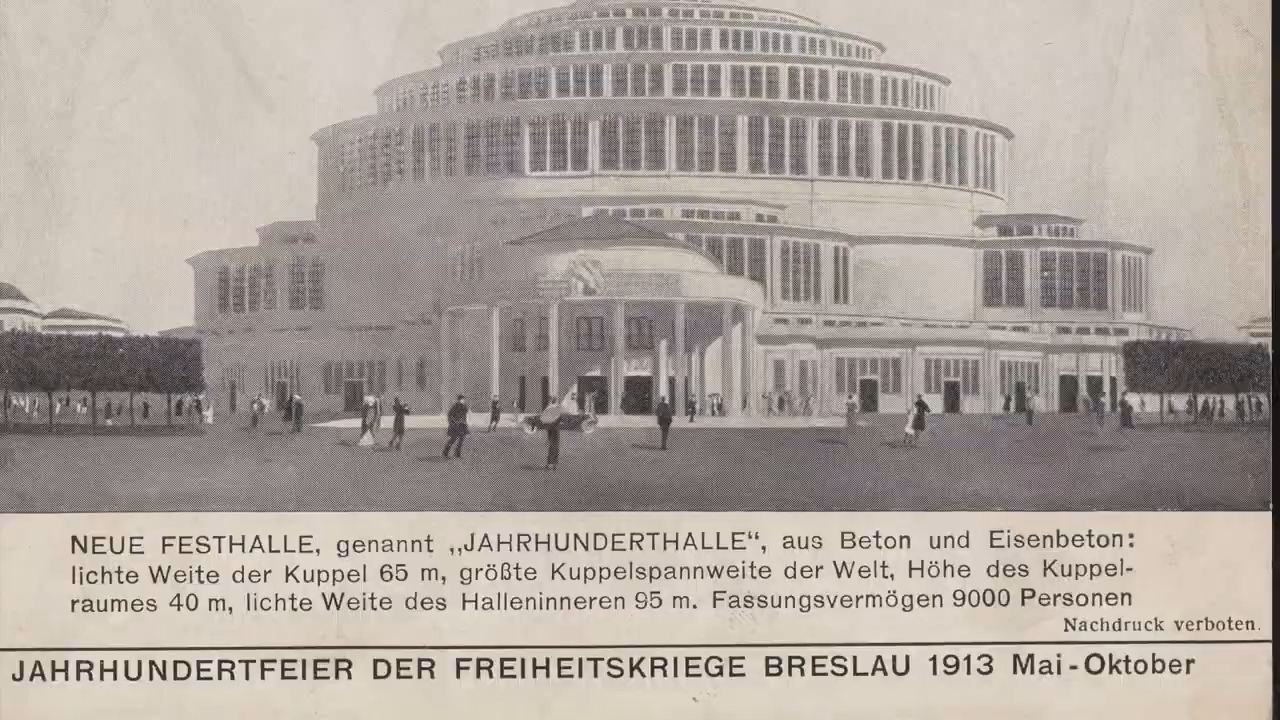 NEUE FESTHALLE, genannt „JAHRHUNDERTHALLE“, aus Beton und Eisenbeton:
lichte Weite der Kuppel 65 m, größte Kuppelspannweite der Welt, Höhe des Kuppel-
raumes 40 m, lichte Weite des Halleninneren 95 m. Fassungsvermögen 9000 Personen
Nachdruck verboten.
JAHRHUNDERTFEIER DER FREIHEITSKRIEGE BRESLAU 1913 Mai-Oktober